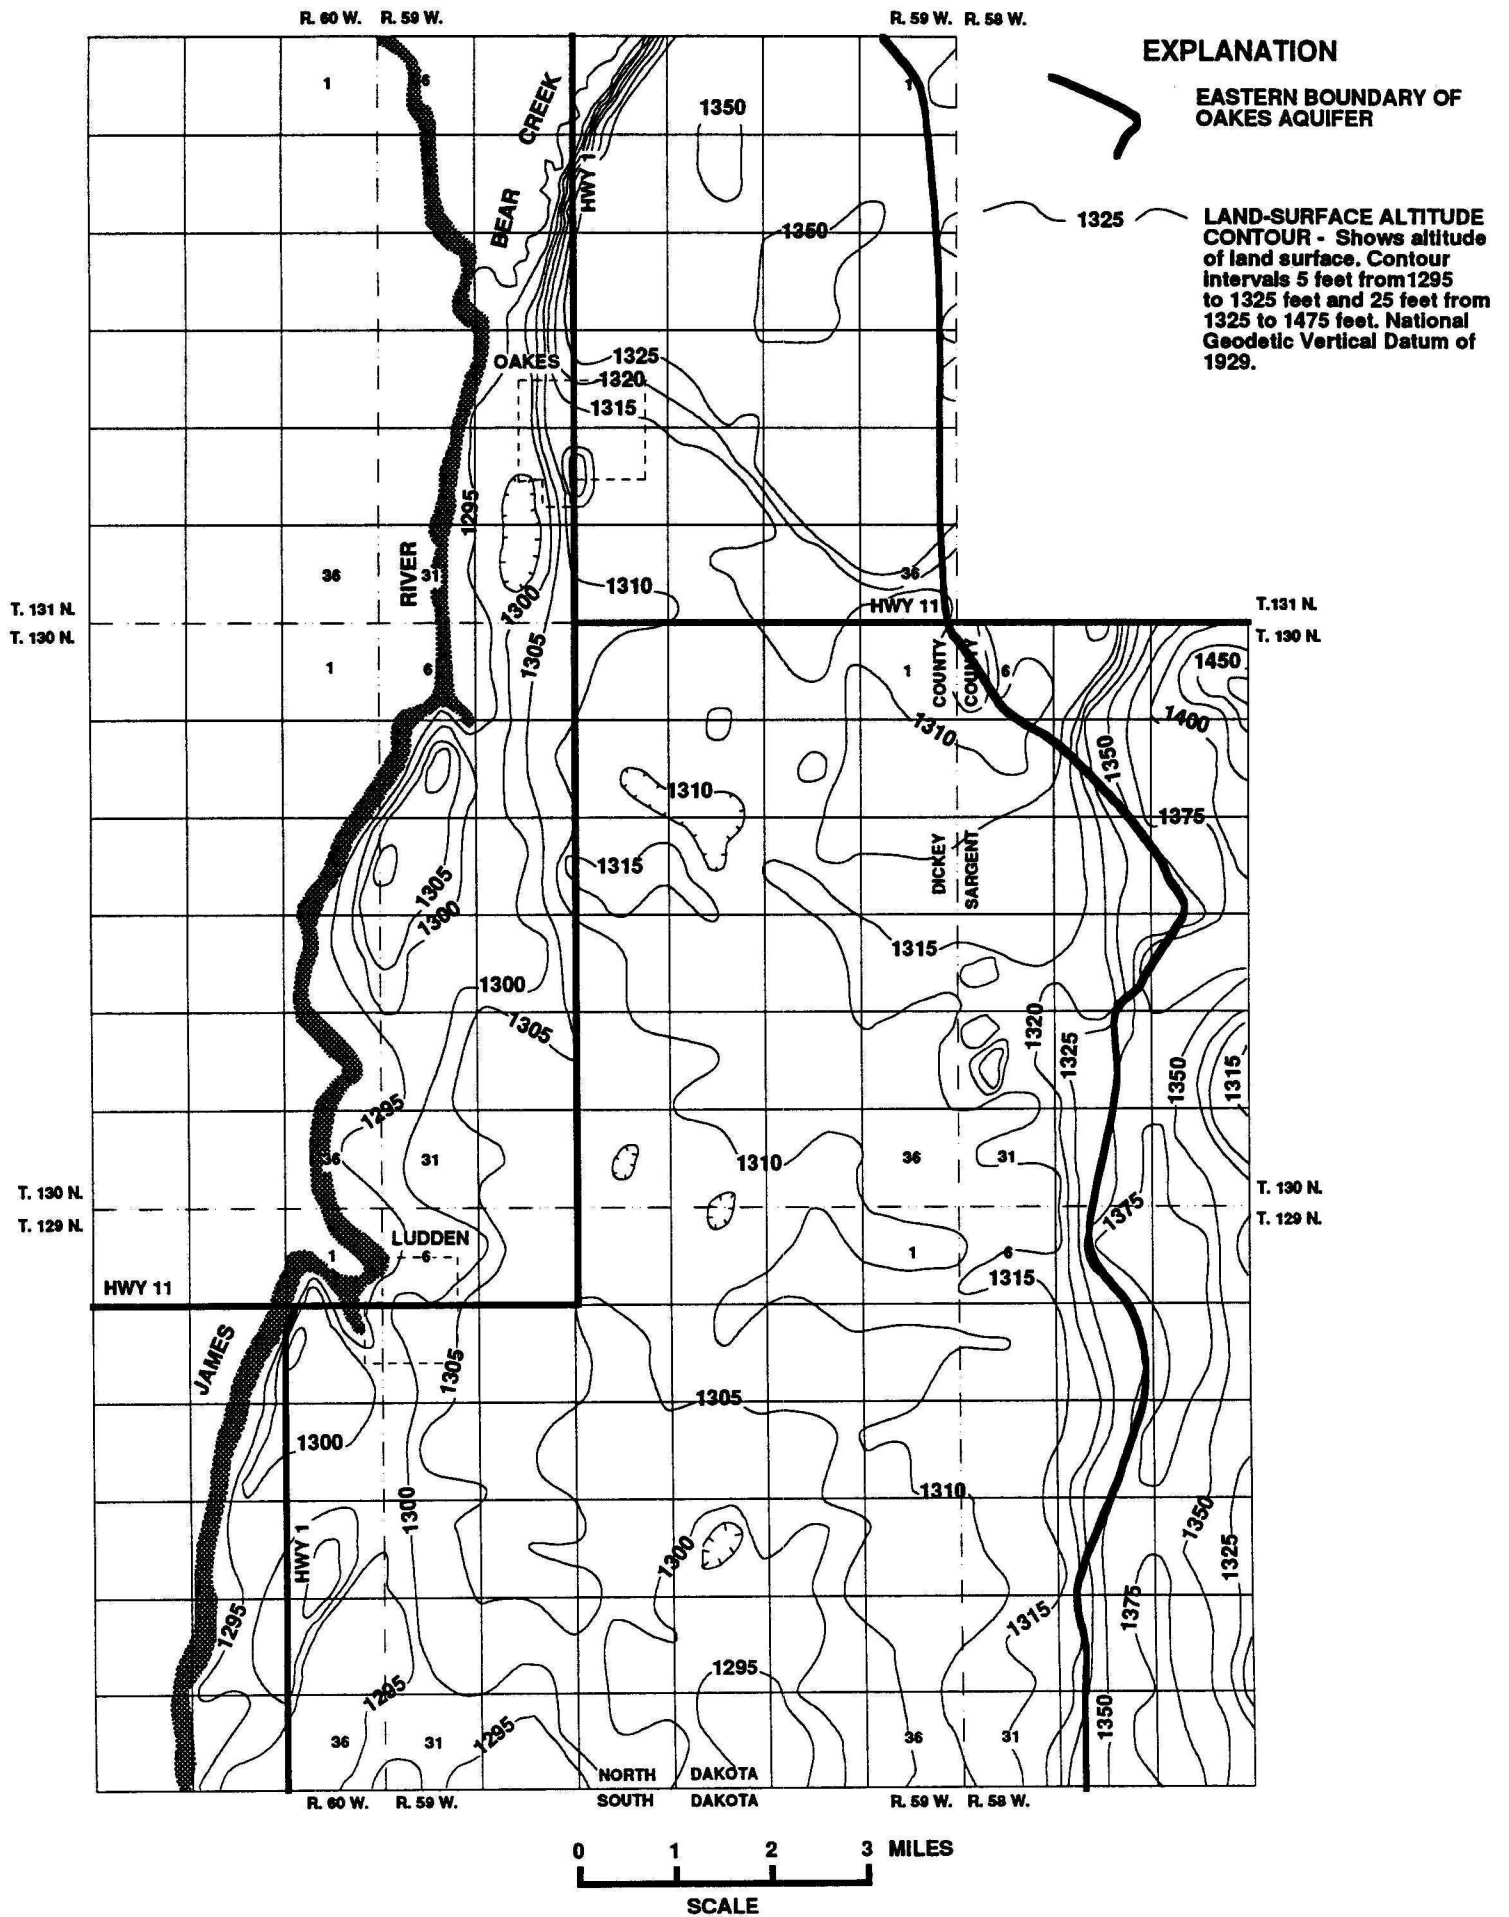 R. 60 W. R. 59 W.
R. 59 W. R. 58 W.
EXPLANATION
EASTERN BOUNDARY OF
OAKES AQUIFER
1325
LAND-SURFACE ALTITUDE
CONTOUR - Shows altitude
of land surface. Contour
intervals 5 feet from1295
to 1325 feet and 25 feet from
1325 to 1475 feet. National
Geodetic Vertical Datum of
1929.
1
6
BEAR CREEK
HWY 1
1350
1
1350
OAKES
1325
1320
1315
1295
RIVER
36
31
1300
1310
36
HWY 11
T. 131 N.
T. 130 N.
T.131 N.
T. 130 N.
1
6
1305
1
COUNTY
COUNTY
6
1450
1310
1400
1350
1310
1375
1315
DICKEY
SARGENT
1305
1300
1315
1300
1305
1320
1325
1350
1315
1295
36
31
1310
36
31
T. 130 N.
T. 129 N.
T. 130 N.
T. 129 N.
1375
LUDDEN
1
6
1
6
1315
HWY 11
JAMES
1305
1305
1300
1300
1310
HWY 1
1300
1350
1325
1295
1315
1375
1295
1295
1350
36
31
1295
36
31
NORTH DAKOTA
SOUTH DAKOTA
R. 60 W. R. 59 W.
R. 59 W. R. 58 W.
0 1 2 3 MILES
SCALE